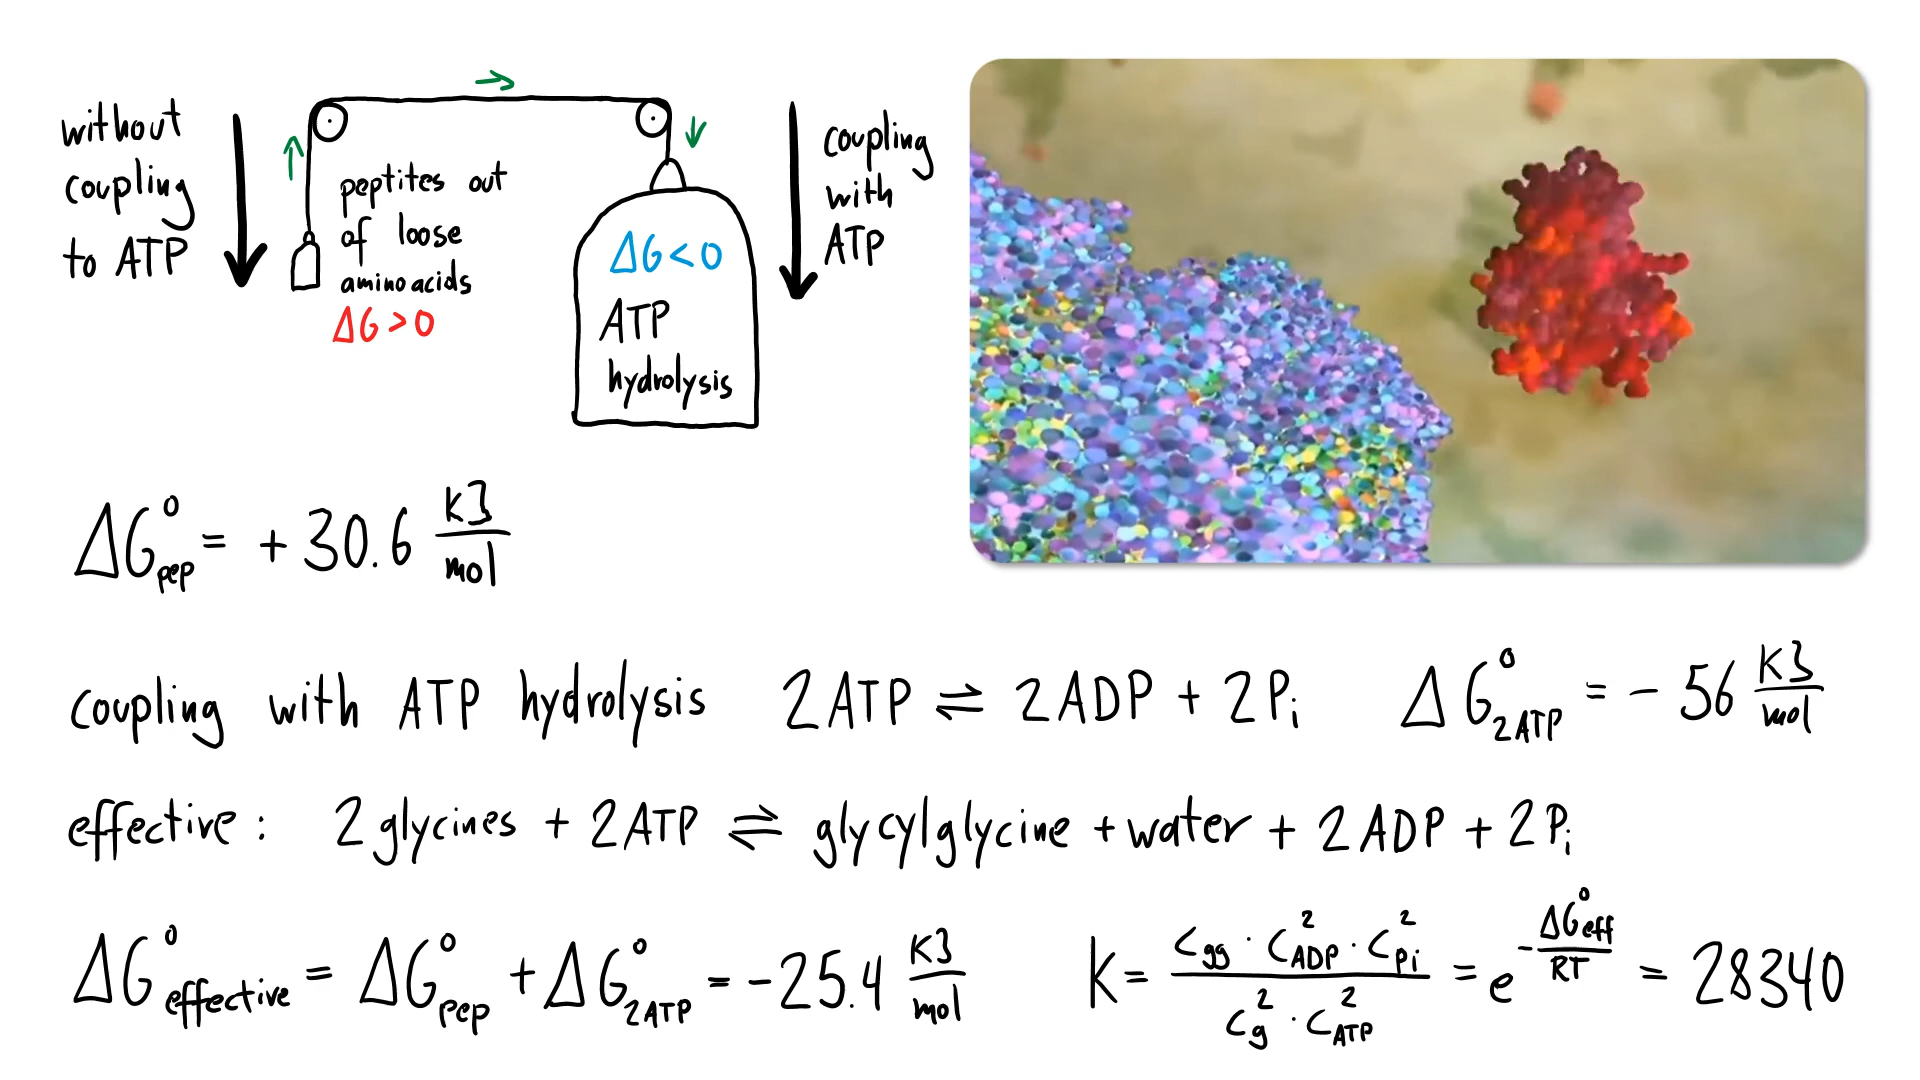 without
coupling
to ATP
peptites out
of loose
aminoacids
ΔG > 0
ΔG < 0
ATP
hydrolysis
coupling
with
ATP
ΔG°pep = + 30.6 kJ/mol
coupling with ATP hydrolysis 2ATP ⇌ 2ADP + 2Pi ΔG°2ATP = - 56 kJ/mol
effective : 2 glycines + 2ATP ⇌ glycylglycine + water + 2ADP + 2Pi
ΔG°effective = ΔG°pep + ΔG°2ATP = -25.4 kJ/mol K = (Cgg · C²ADP · C²Pi)/(C²g · C²ATP) = e^(-ΔG°eff/RT) = 28340